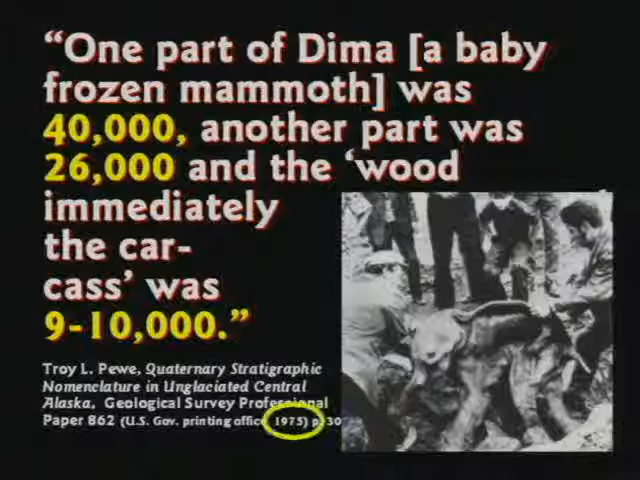 “One part of Dima [a baby
frozen mammoth] was
40,000, another part was
26,000 and the ‘wood
immediately
the car-
cass’ was
9-10,000.”
Troy L. Pewe, Quaternary Stratigraphic
Nomenclature in Unglaciated Central
Alaska, Geological Survey Professional
Paper 862 (U.S. Gov. printing office 1975) p. 30